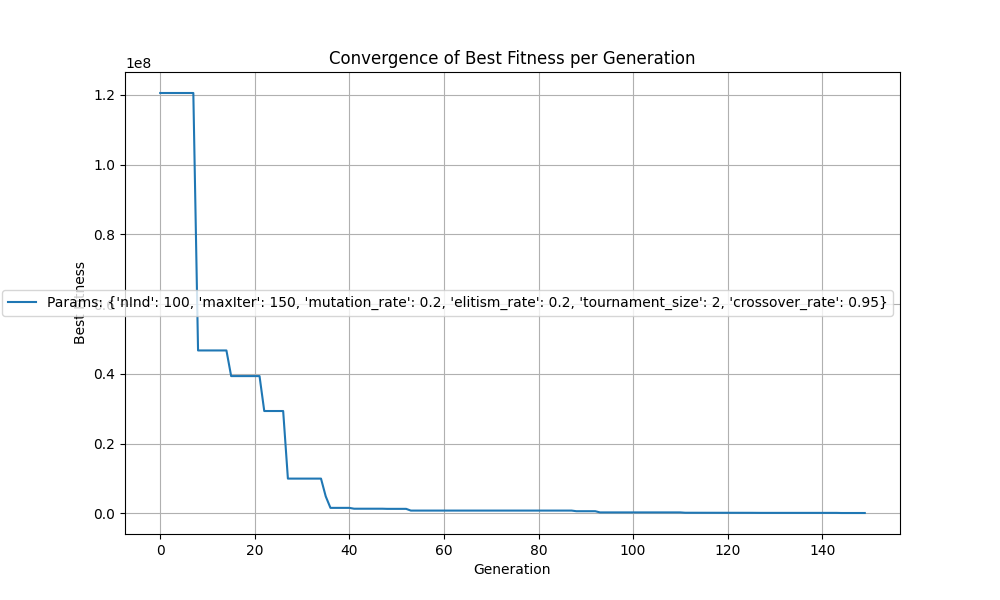 Convergence of Best Fitness per Generation
1e8
1.2
1.0
0.8
Params: {'nInd': 100, 'maxIter': 150, 'mutation_rate': 0.2, 'elitism_rate': 0.2, 'tournament_size': 2, 'crossover_rate': 0.95}
0.4
0.2
0.0
Best
0 20 40 60 80 100 120 140
Generation